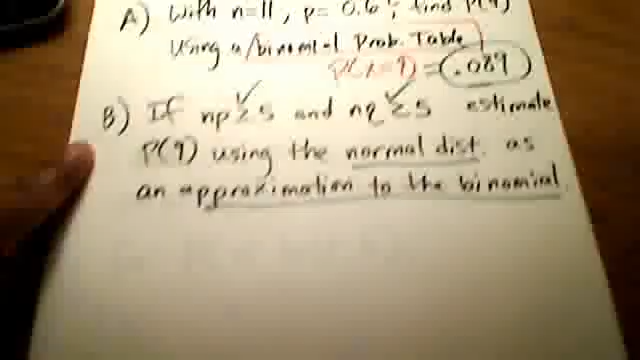 A) With n=11, p= 0.6; find P(9)
Using a/binomial Prob. Table
P(x=9) = .089
B) If np≥5 and nq≥5 estimate
P(9) using the normal dist. as
an approximation to the binomial.